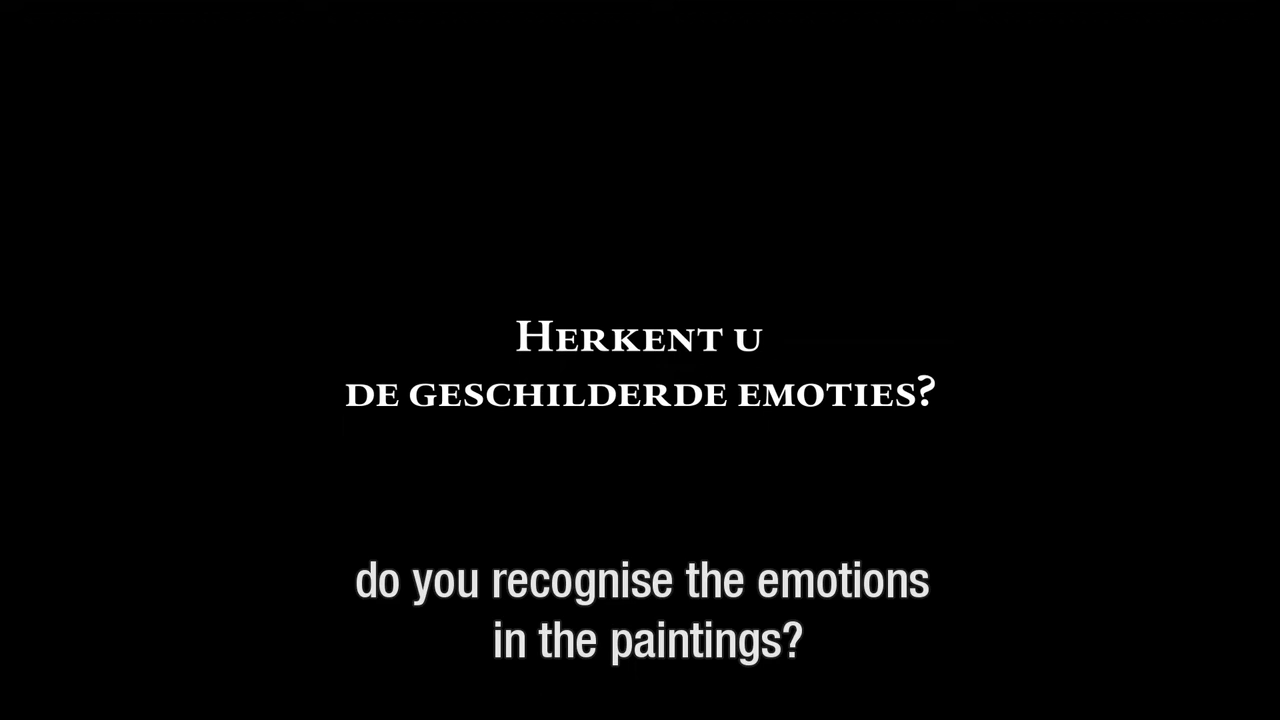 Herkent u
de geschilderde emoties?
do you recognise the emotions
in the paintings?